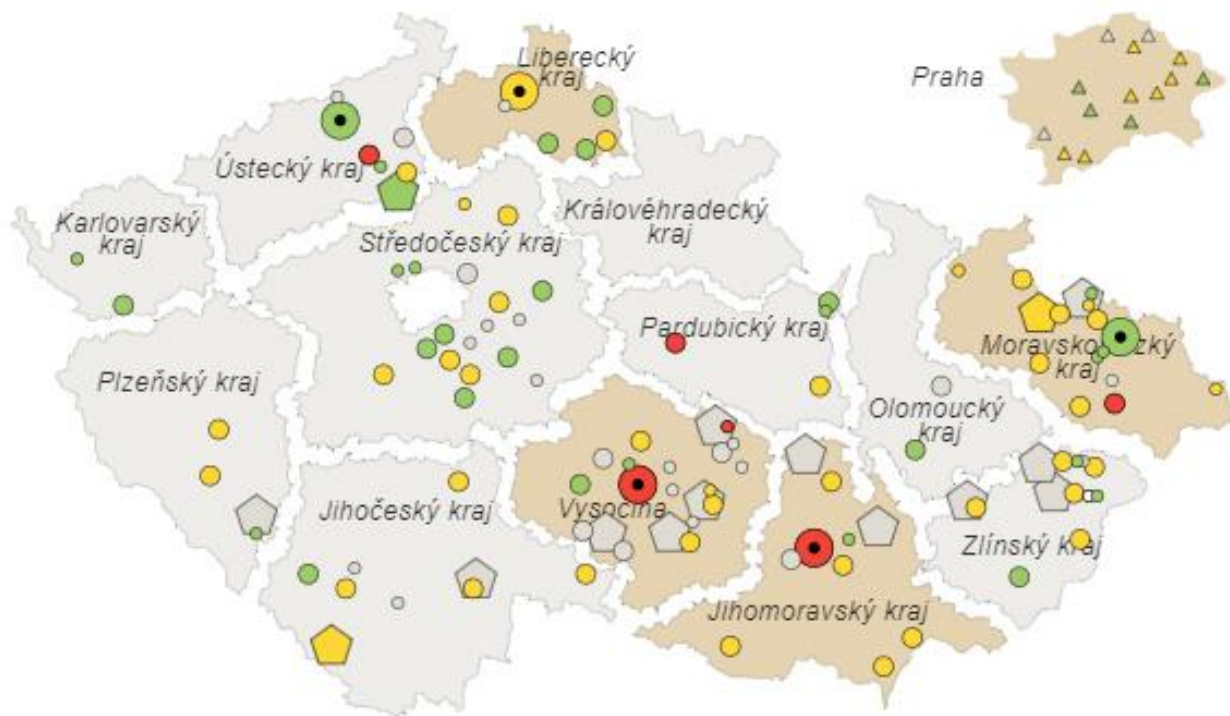 Liberecký
kraj
Praha
Ústecký kraj
Karlovarský
kraj
Středočeský kraj
Královéhradecký
kraj
Pardubický kraj
kraj
Plzeňský kraj
Olomoucký
kraj
Jihočeský kraj
Vysočina
Zlínský kraj
Jihomoravský kraj